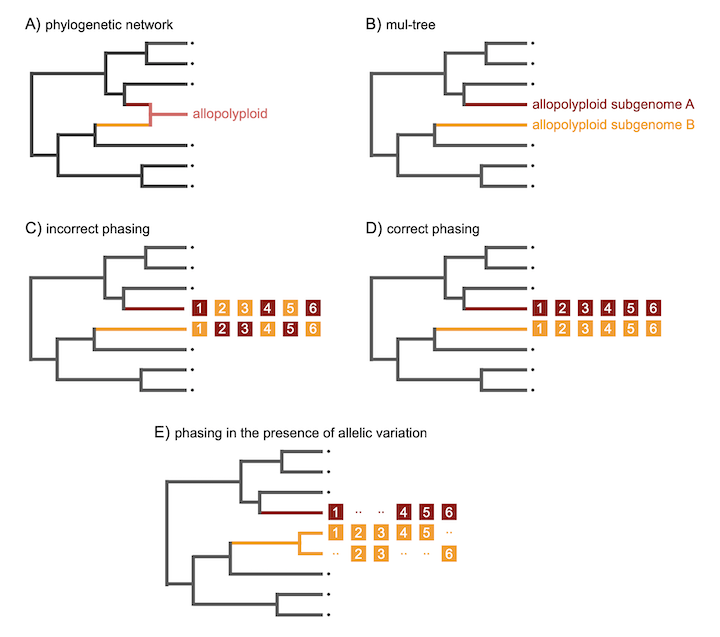 A) phylogenetic network
allopolyploid
B) mul-tree
allopolyploid subgenome A
allopolyploid subgenome B
C) incorrect phasing
1 2 3 4 5 6
1 2 3 4 5 6
D) correct phasing
1 2 3 4 5 6
1 2 3 4 5 6
E) phasing in the presence of allelic variation
1 .. .. 4 5 6
1 2 3 4 5 ..
.. 2 3 .. .. 6